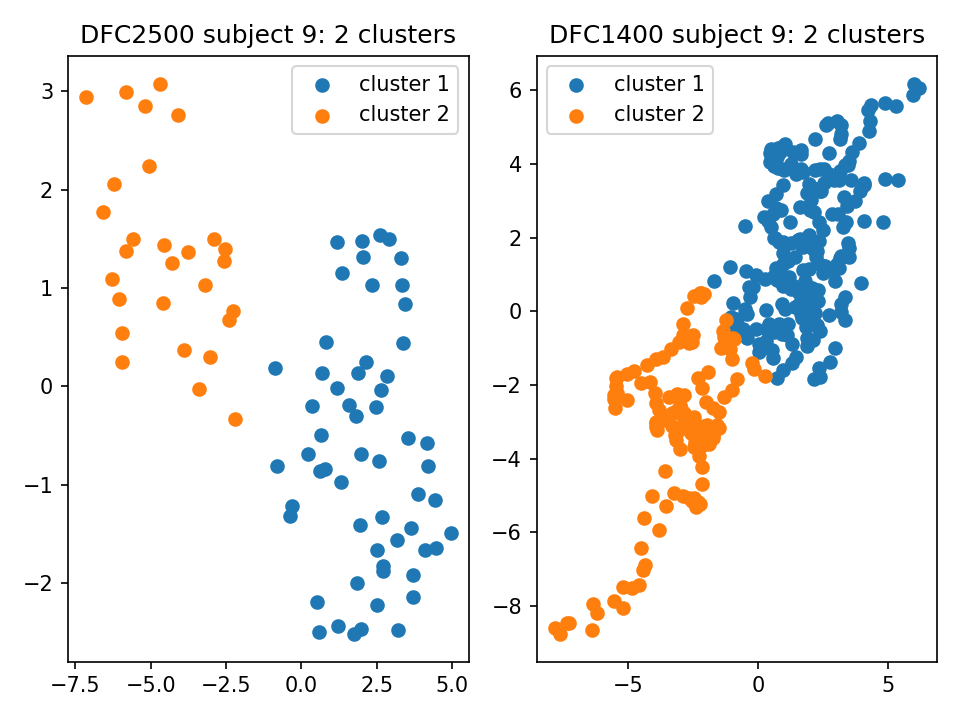 DFC2500 subject 9: 2 clusters
cluster 1
cluster 2
3
2
1
0
−1
−2
−7.5 −5.0 −2.5 0.0 2.5 5.0
DFC1400 subject 9: 2 clusters
cluster 1
cluster 2
6
4
2
0
−2
−4
−6
−8
−5 0 5